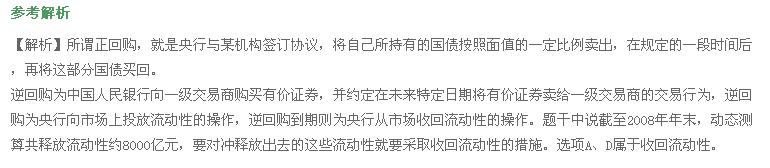 参考解析
【解析】所谓正回购，就是央行与某机构签订协议，将自己所持有的国债按照面值的一定比例卖出，在规定的一段时间后
，再将这部分国债买回。
逆回购为中国人民银行向一级交易商购买有价证券，并约定在未来特定日期将有价证券卖给一级交易商的交易行为，逆回
购为央行向市场上投放流动性的操作，逆回购到期则为央行从市场收回流动性的操作。题干中说截至2008年年末，动态测
算共释放流动性约8000亿元，要对冲释放出去的这些流动性就要采取收回流动性的措施。选项A、D属于收回流动性。